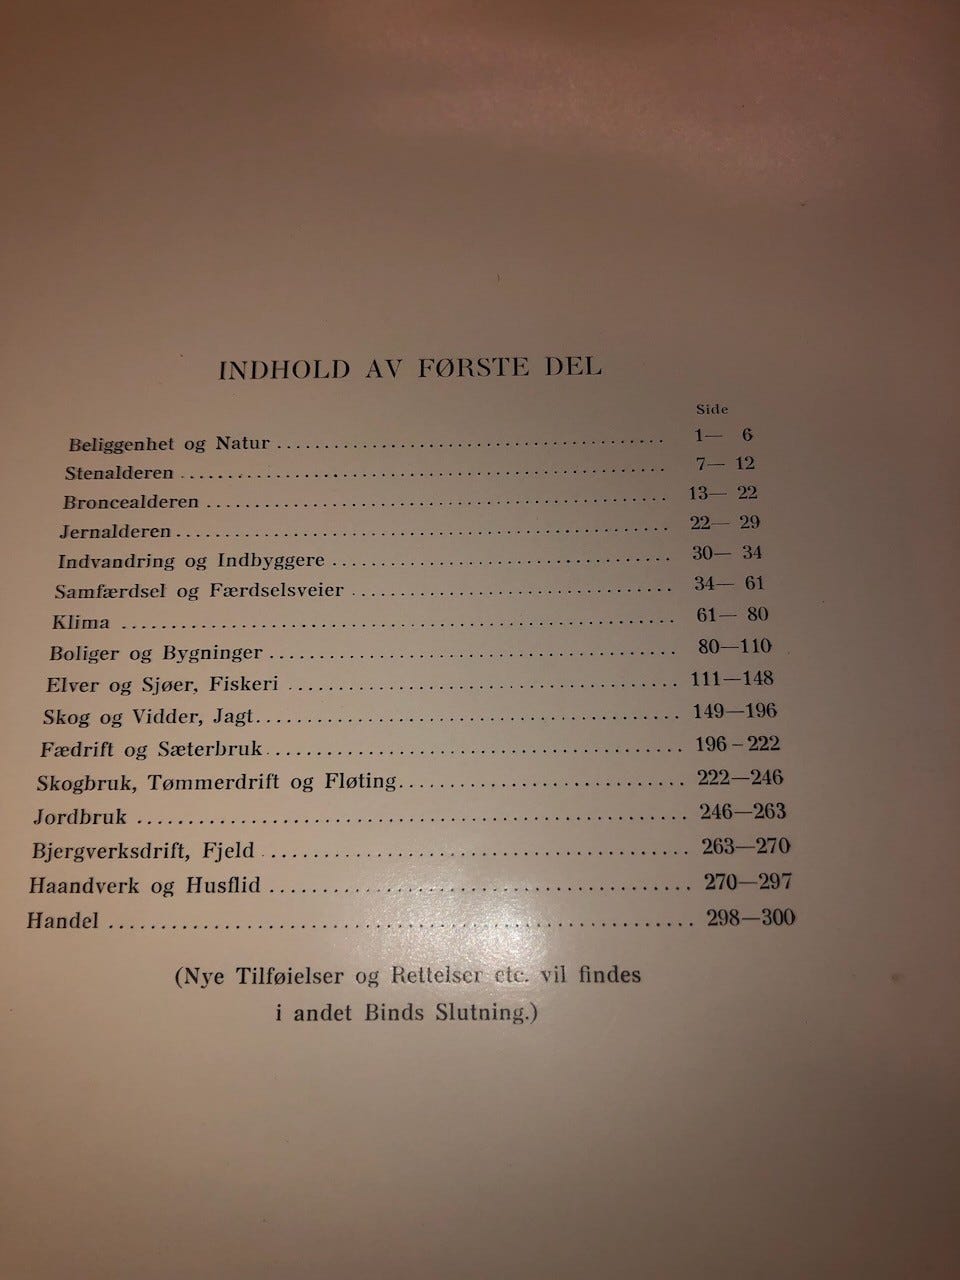 INDHOLD AV FØRSTE DEL
Side
Beliggenhet og Natur ........................................ 1— 6
Stenalderen .................................................. 7— 12
Broncealderen ............................................... 13— 22
Jernalderen .................................................. 22— 29
Indvandring og Indbyggere .................................. 30— 34
Samfærdsel og Færdselsveier ................................ 34— 61
Klima ........................................................ 61— 80
Boliger og Bygninger ........................................ 80—110
Elver og Sjøer, Fiskeri ..................................... 111—148
Skog og Vidder, Jagt......................................... 149—196
Fædrift og Sæterbruk........................................ 196–222
Skogbruk, Tømmerdrift og Fløting............................ 222—246
Jordbruk ..................................................... 246—263
Bjergverksdrift, Fjeld ....................................... 263—270
Haandverk og Husflid ........................................ 270—297
Handel ....................................................... 298—300
(Nye Tilføielser og Rettelser etc. vil findes
i andet Binds Slutning.)